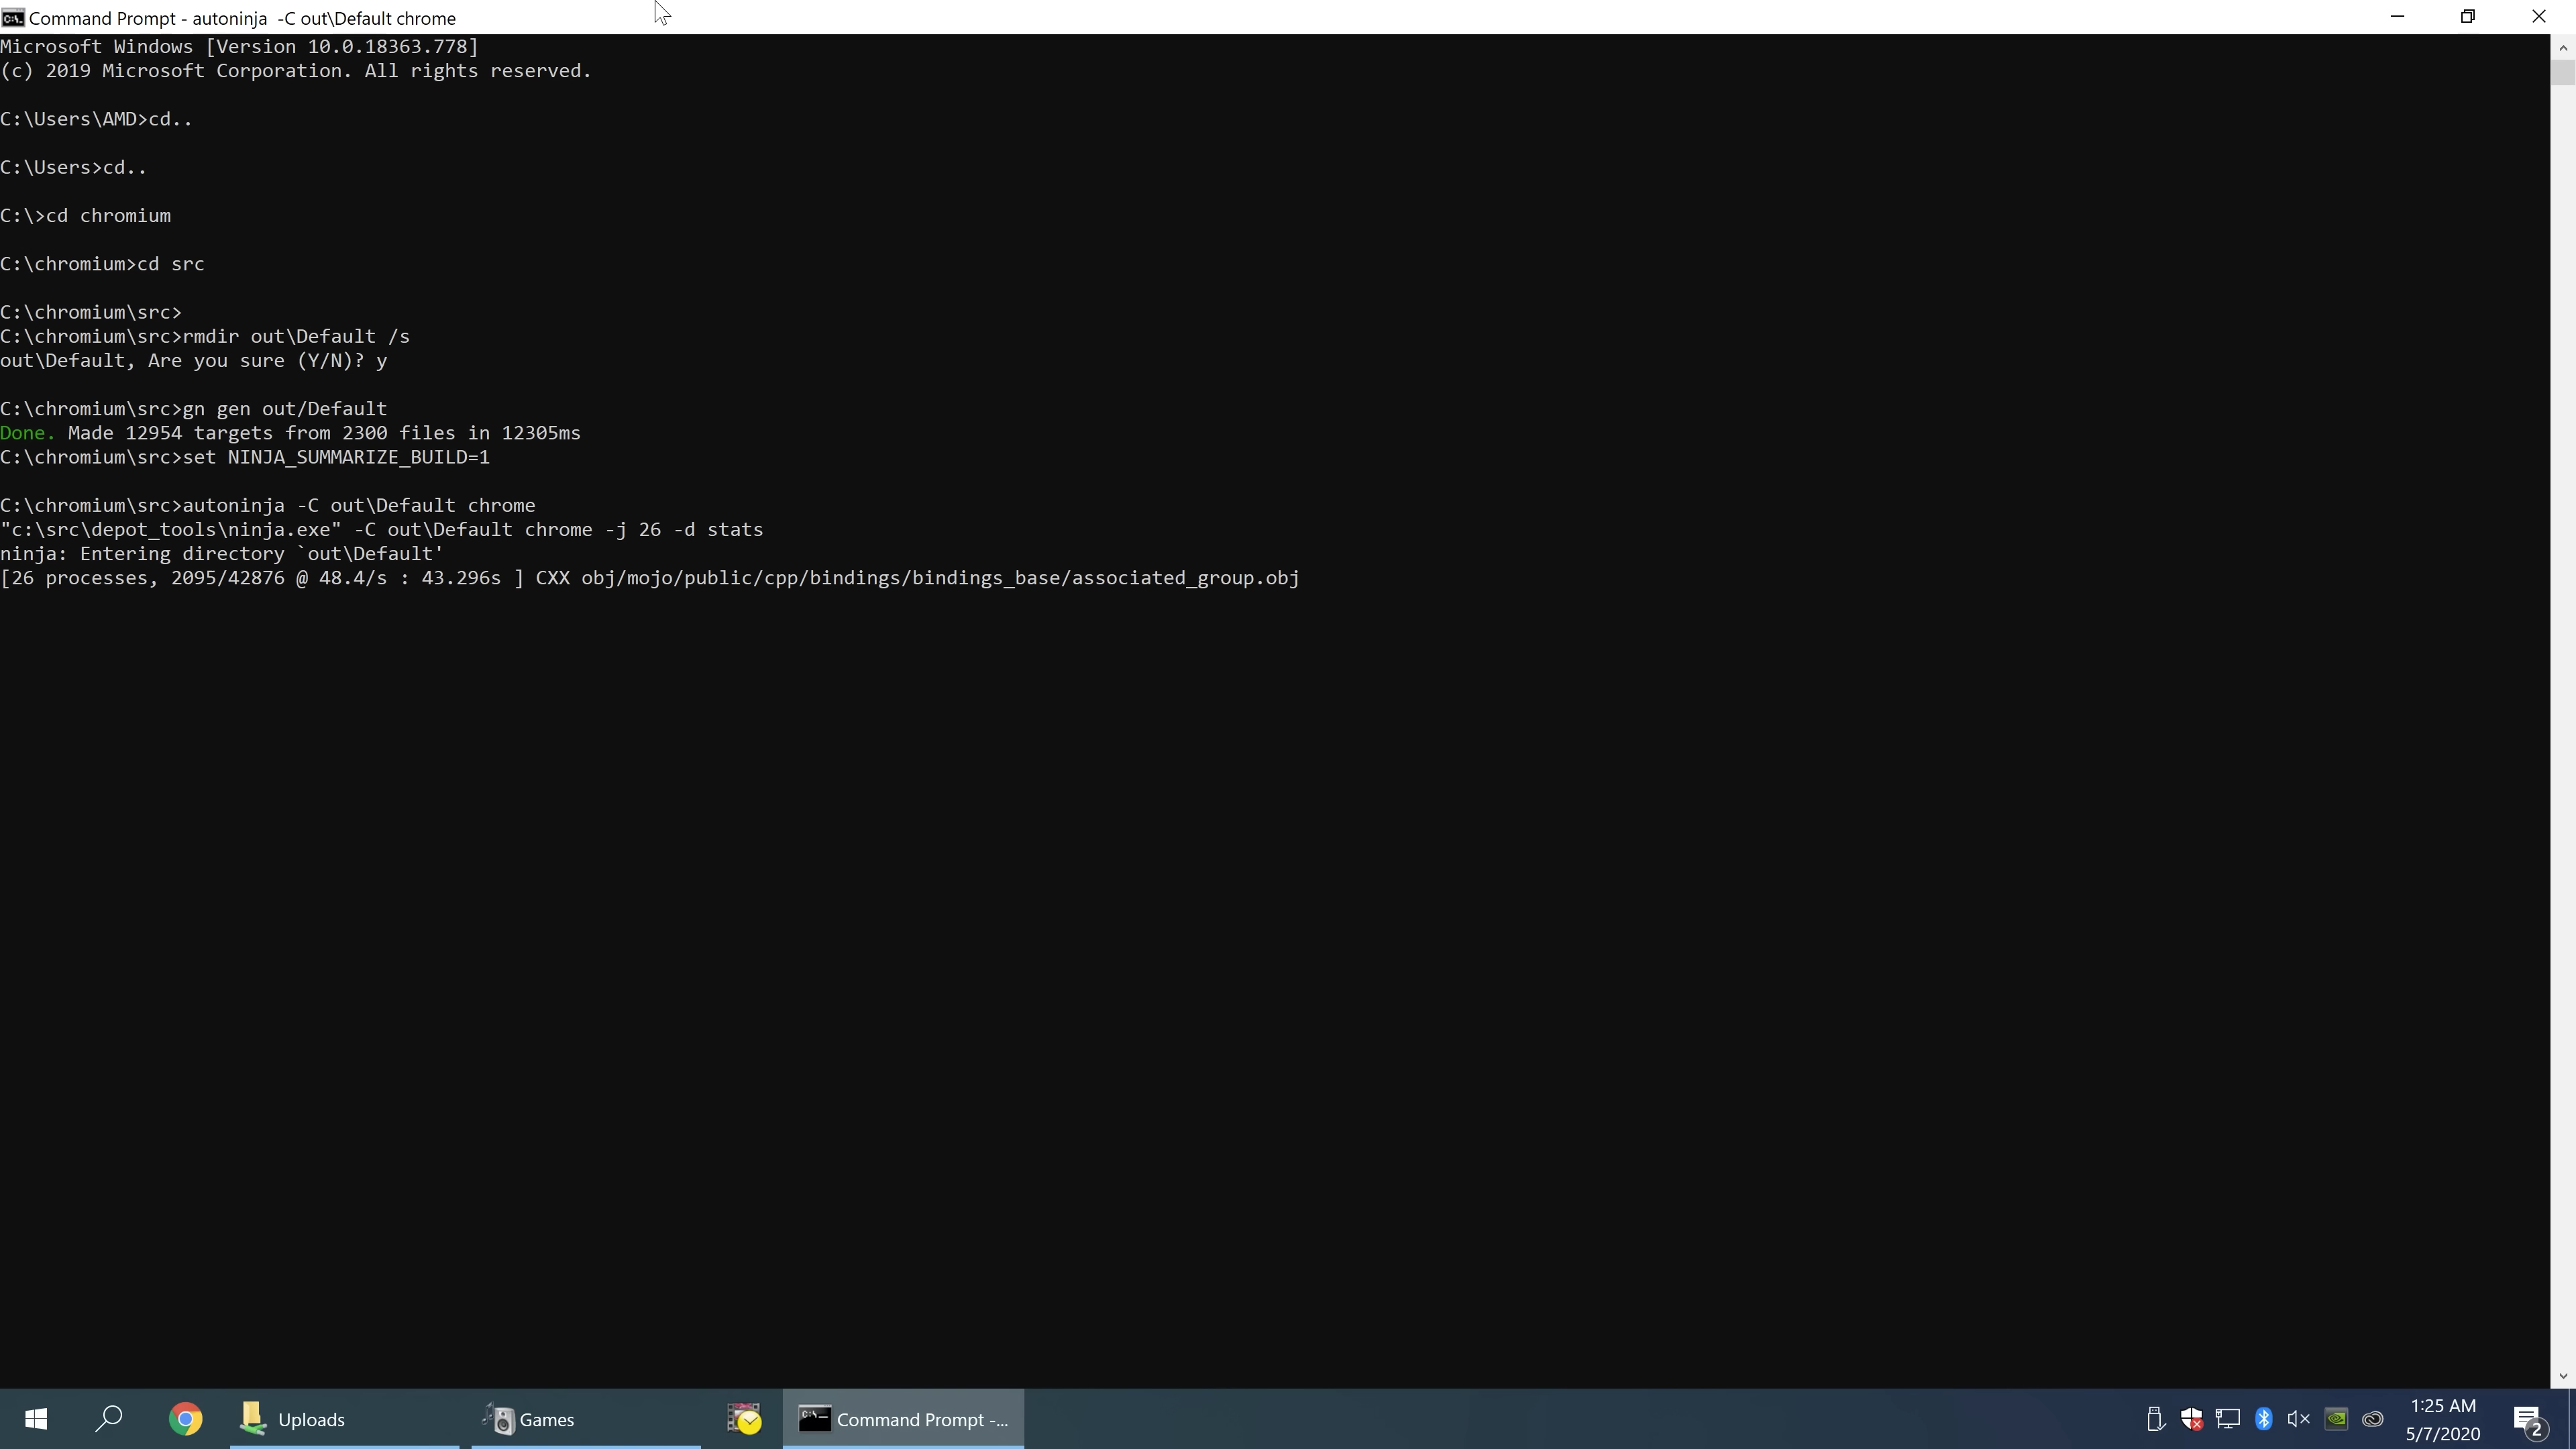 Command Prompt - autoninja  -C out\Default chrome
Microsoft Windows [Version 10.0.18363.778]
(c) 2019 Microsoft Corporation. All rights reserved.
C:\Users\AMD>cd..
C:\Users>cd..
C:\>cd chromium
C:\chromium>cd src
C:\chromium\src>
C:\chromium\src>rmdir out\Default /s
out\Default, Are you sure (Y/N)? y
C:\chromium\src>gn gen out/Default
Done. Made 12954 targets from 2300 files in 12305ms
C:\chromium\src>set NINJA_SUMMARIZE_BUILD=1
C:\chromium\src>autoninja -C out\Default chrome
"c:\src\depot_tools\ninja.exe" -C out\Default chrome -j 26 -d stats
ninja: Entering directory `out\Default'
[26 processes, 2095/42876 @ 48.4/s : 43.296s ] CXX obj/mojo/public/cpp/bindings/bindings_base/associated_group.obj
Uploads
Games
Command Prompt -...
1:25 AM
5/7/2020
2